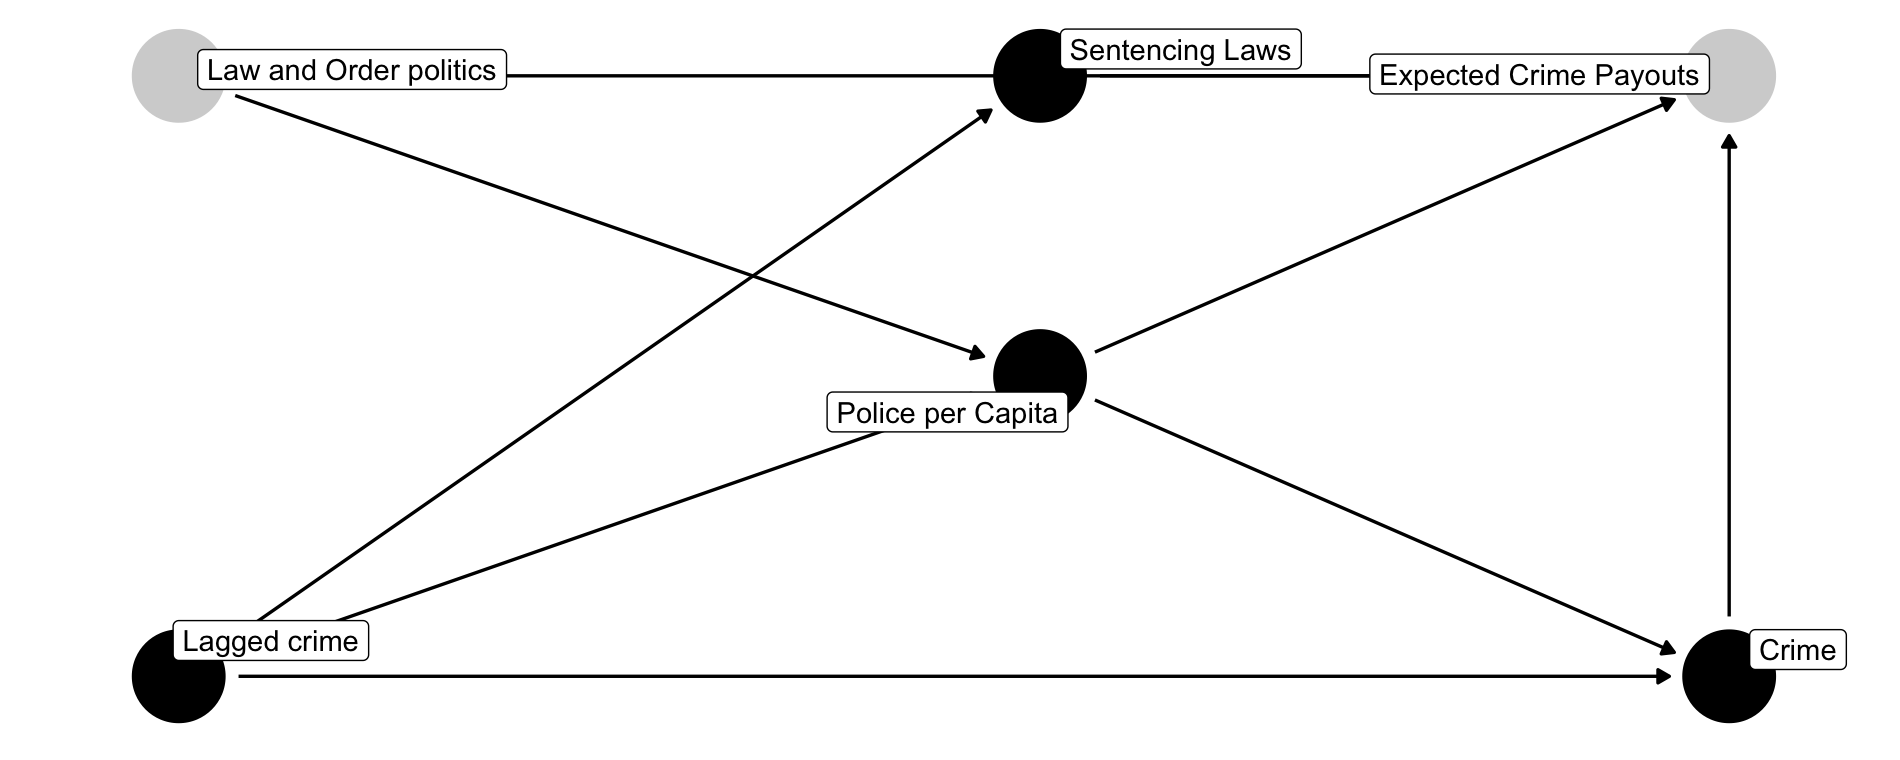 Law and Order politics
Sentencing Laws
Expected Crime Payouts
Police per Capita
Lagged crime
Crime